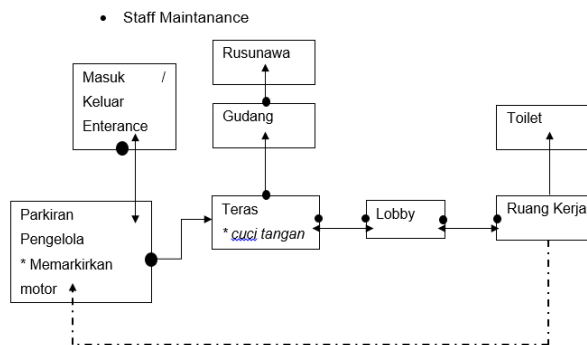 • Staff Maintanance
Rusunawa
Masuk /
Keluar
Enterance
Gudang
Toilet
Parkiran
Pengelola
* Memarkirkan
motor
Teras
* cuci tangan
Lobby
Ruang Kerja